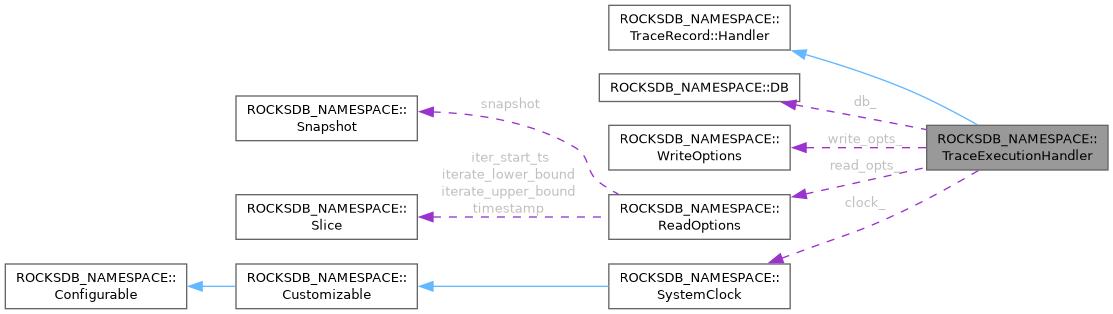 ROCKSDB_NAMESPACE::
TraceRecord::Handler
ROCKSDB_NAMESPACE::DB
ROCKSDB_NAMESPACE::
Snapshot
snapshot
db_
ROCKSDB_NAMESPACE::
WriteOptions
write_opts_
ROCKSDB_NAMESPACE::
TraceExecutionHandler
iter_start_ts
iterate_lower_bound
iterate_upper_bound
timestamp
read_opts_
ROCKSDB_NAMESPACE::
Slice
ROCKSDB_NAMESPACE::
ReadOptions
clock_
ROCKSDB_NAMESPACE::
Configurable
ROCKSDB_NAMESPACE::
Customizable
ROCKSDB_NAMESPACE::
SystemClock